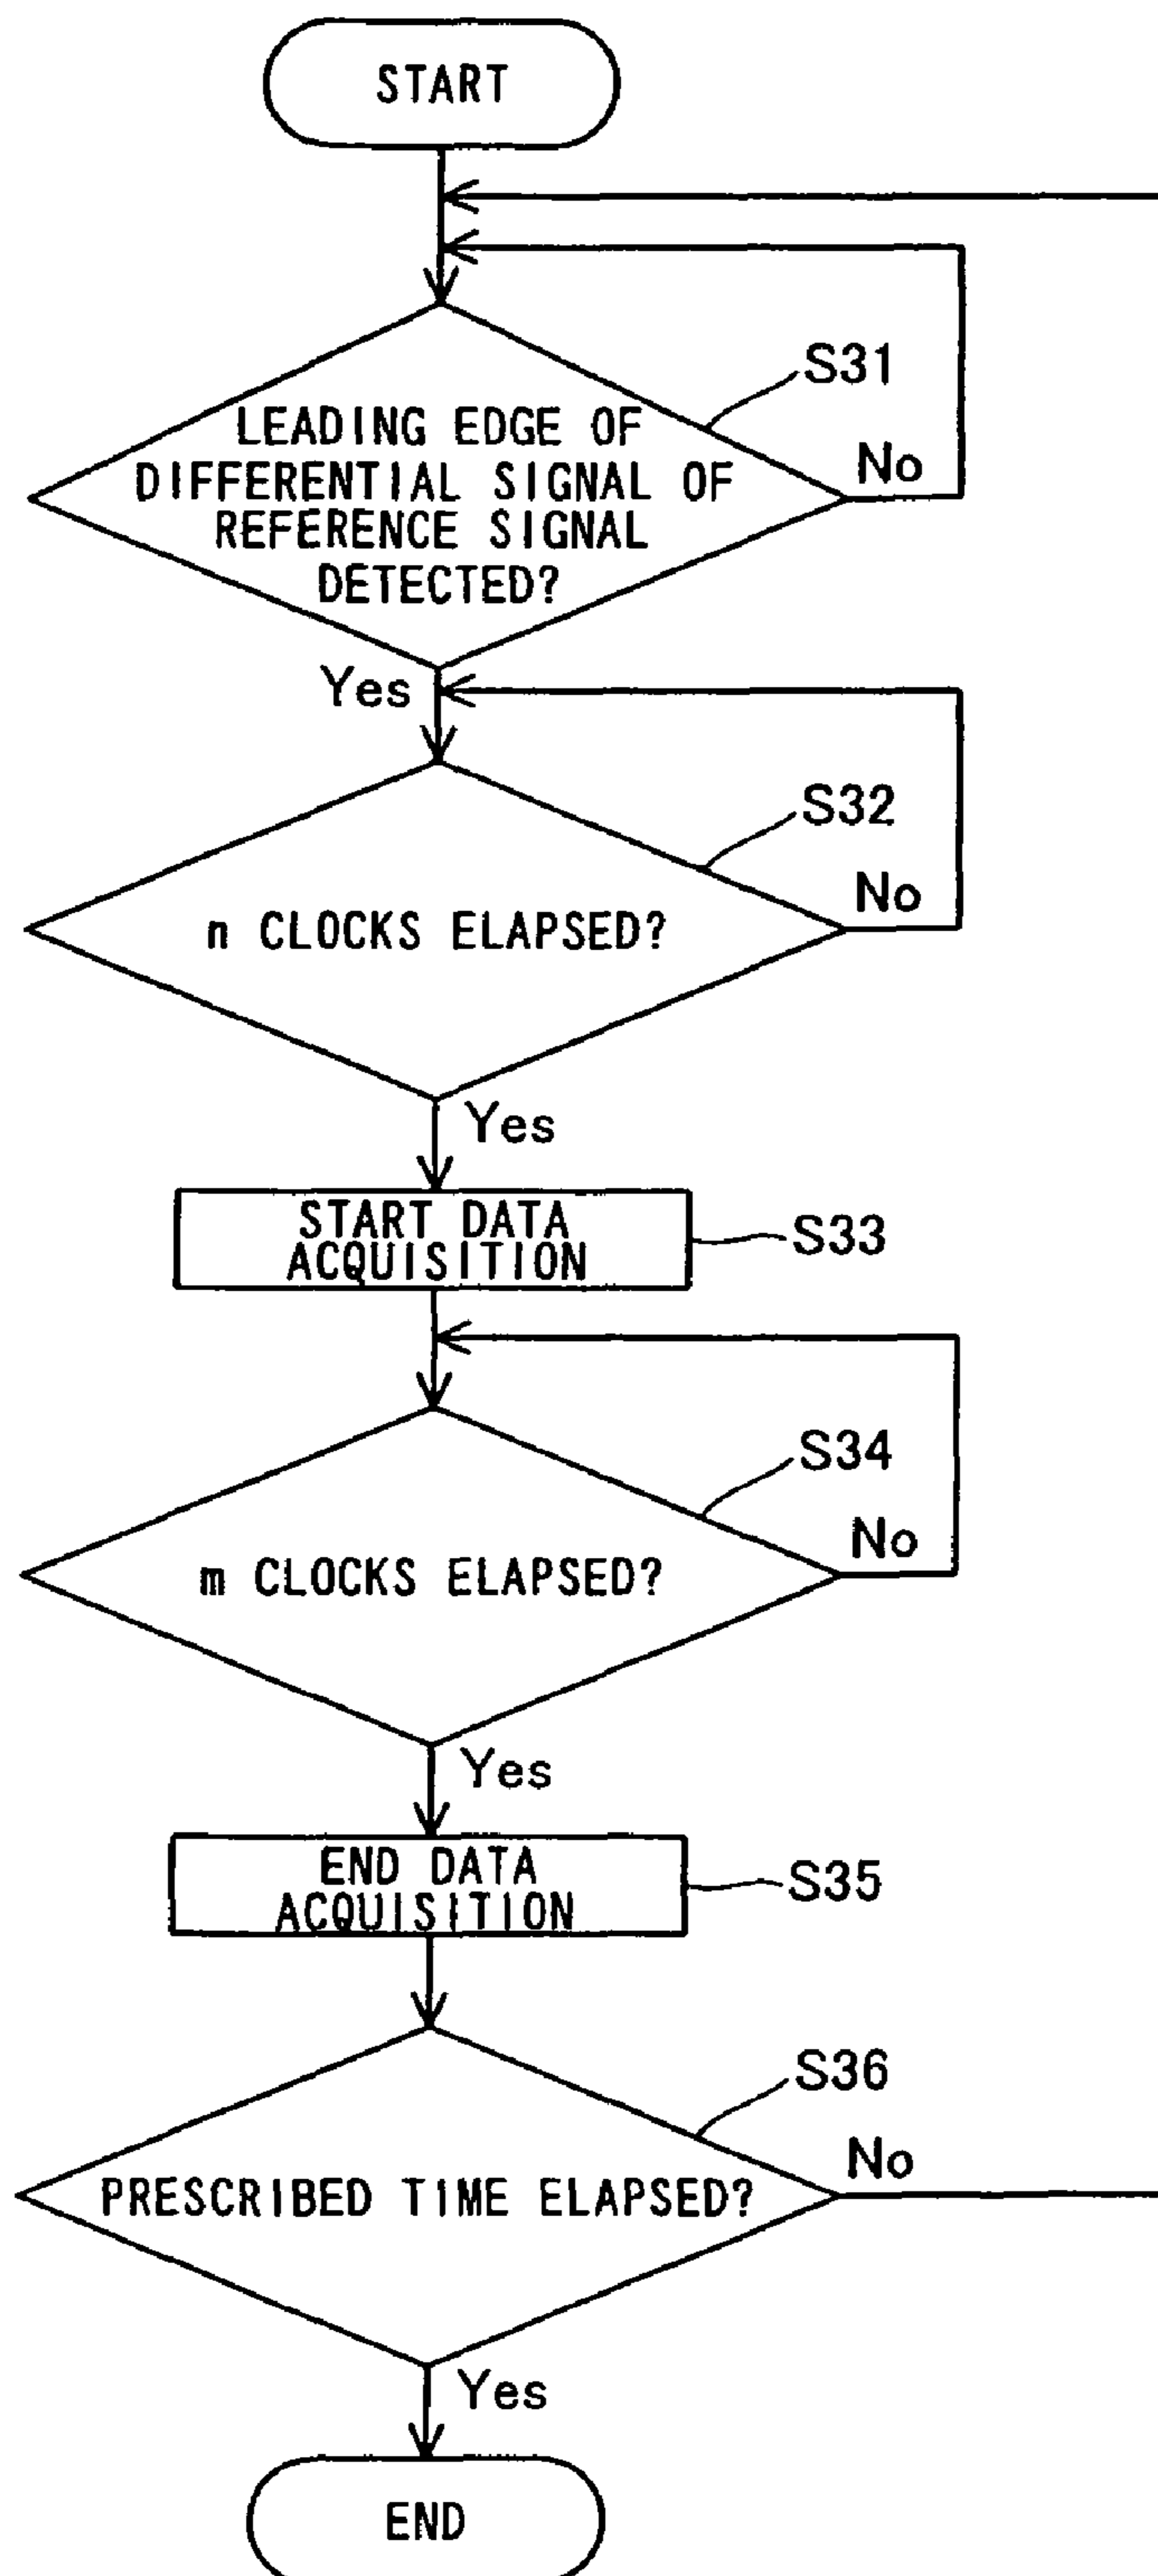 START
S31
LEADING EDGE OF
DIFFERENTIAL SIGNAL OF
REFERENCE SIGNAL
DETECTED?
No
Yes
S32
No
n CLOCKS ELAPSED?
Yes
START DATA
ACQUISITION
S33
S34
No
m CLOCKS ELAPSED?
Yes
END DATA
ACQUISITION
S35
S36
No
PRESCRIBED TIME ELAPSED?
Yes
END